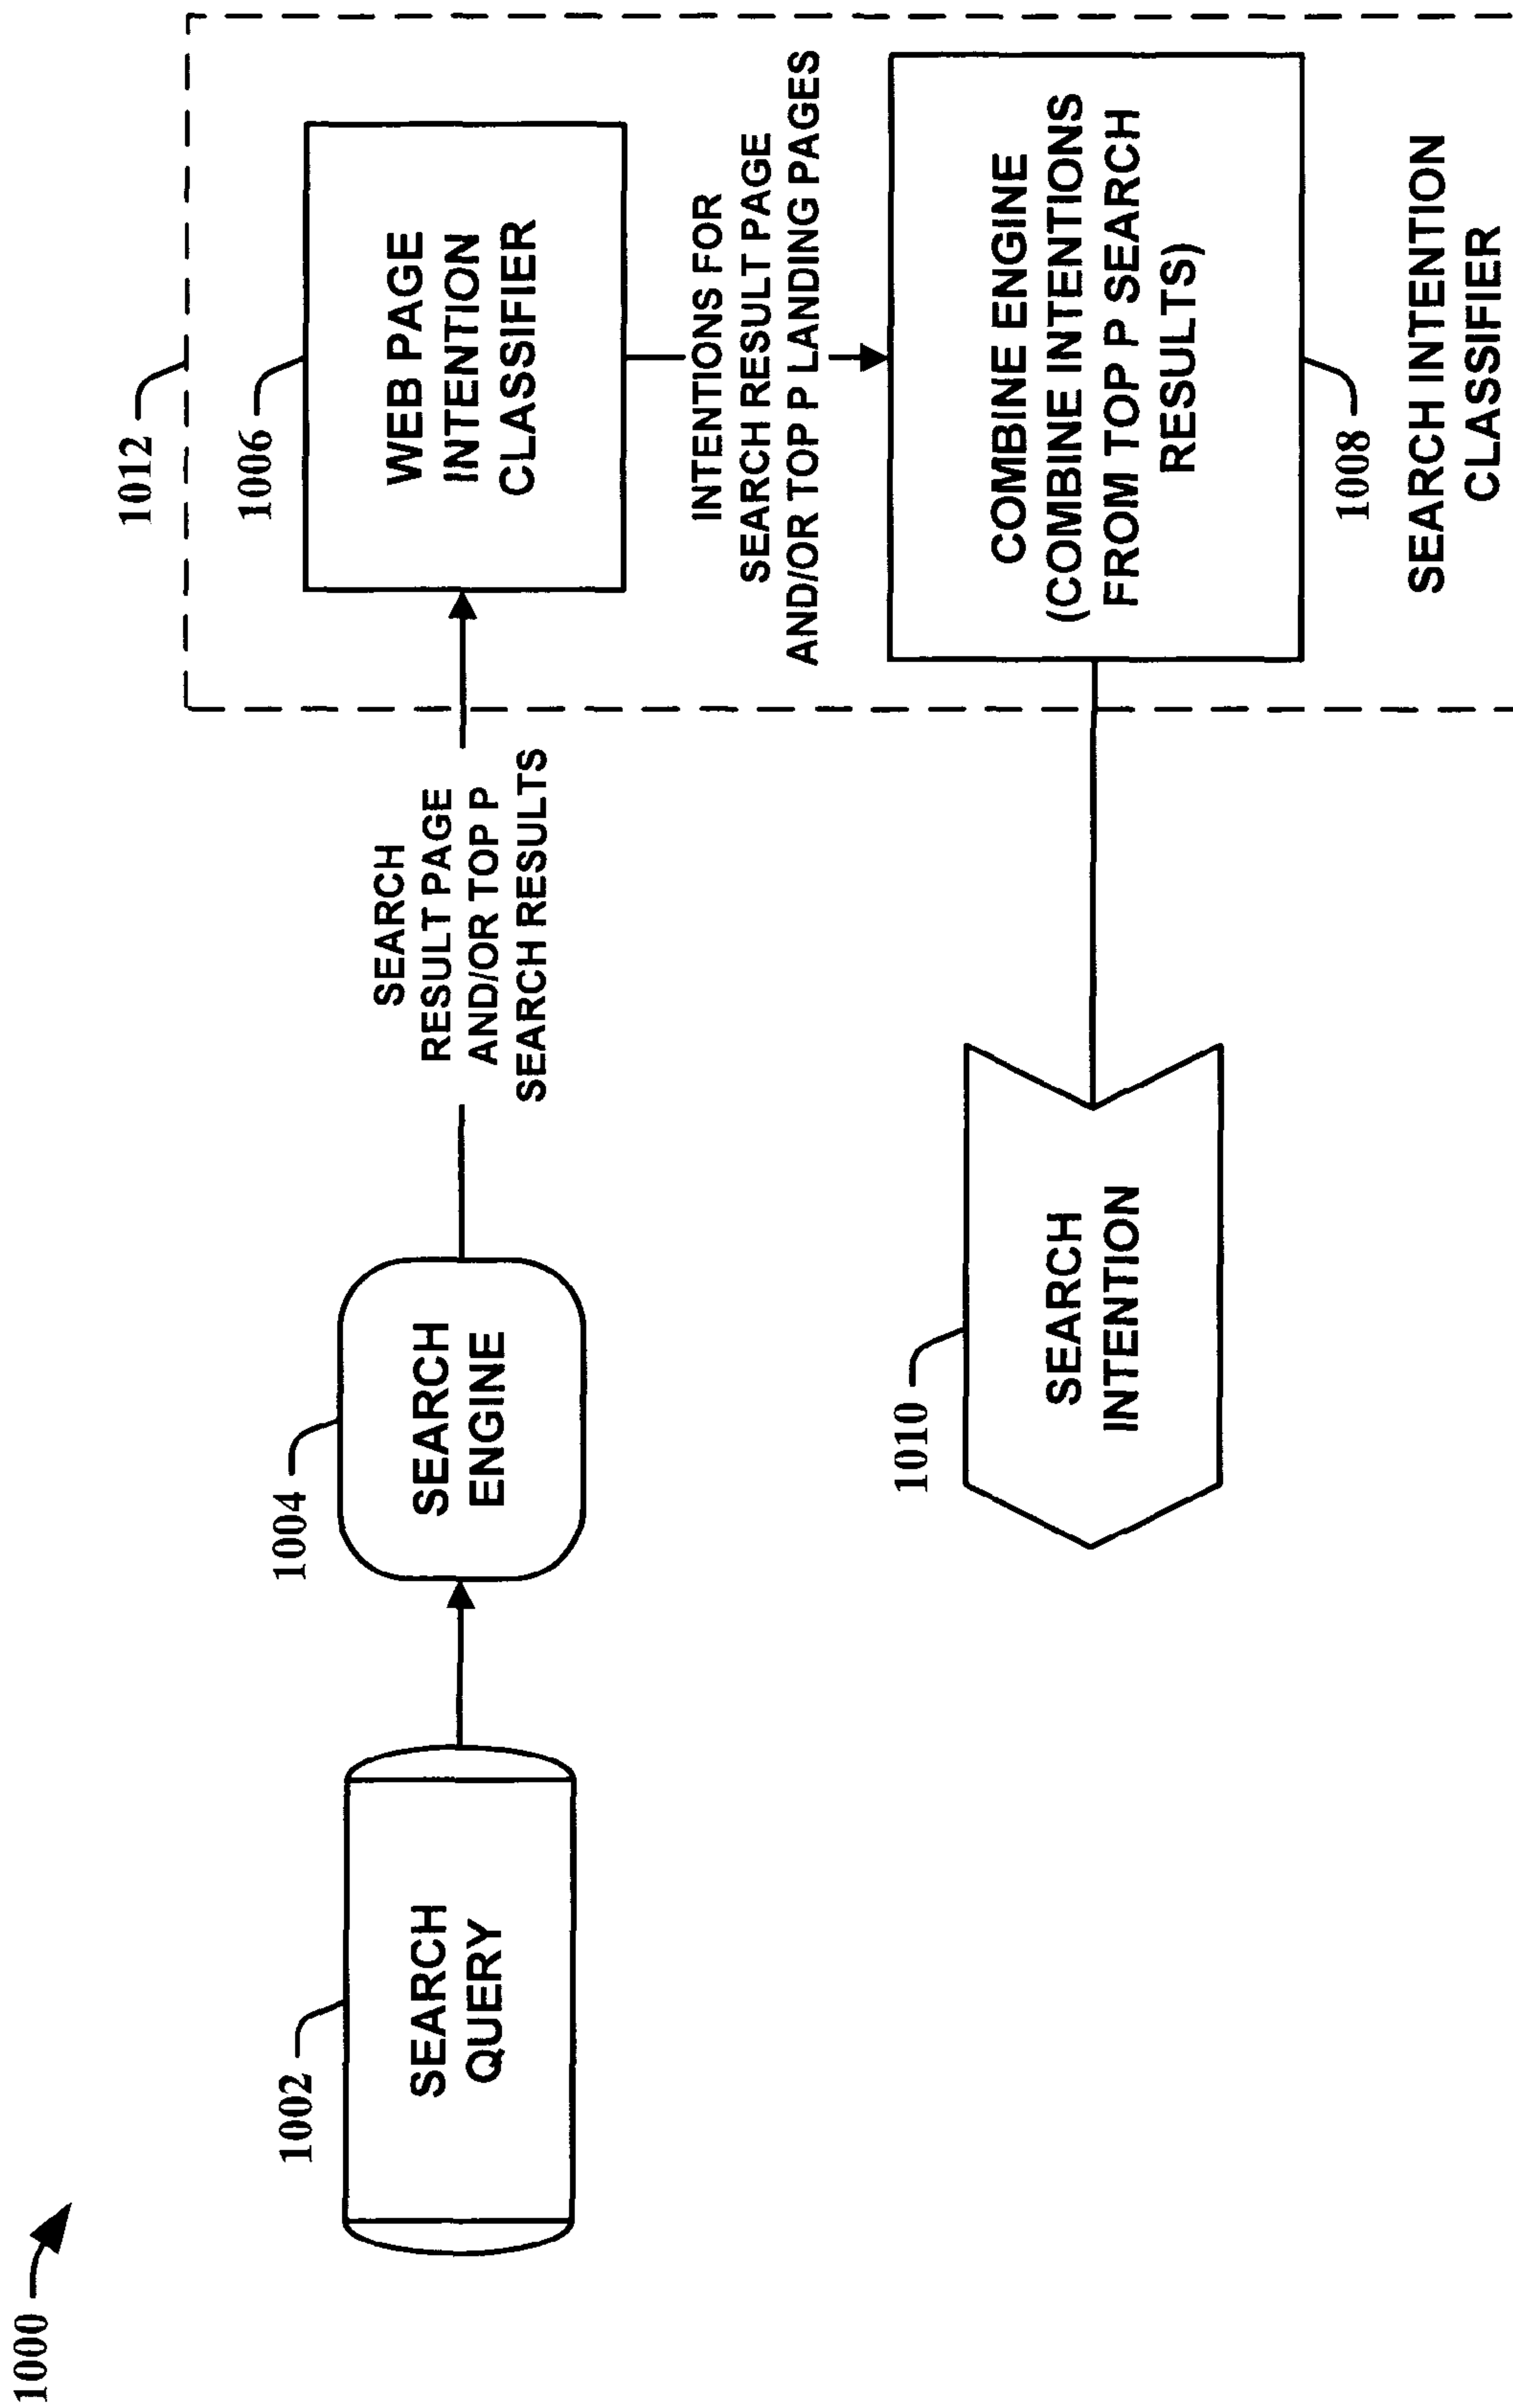 1000
1002
SEARCH
QUERY
1004
SEARCH
ENGINE
SEARCH
RESULT PAGE
AND/OR TOP P
SEARCH RESULTS
1012
1006
WEB PAGE
INTENTION
CLASSIFIER
INTENTIONS FOR
SEARCH RESULT PAGE
AND/OR TOP P LANDING PAGES
COMBINE ENGINE
(COMBINE INTENTIONS
FROM TOP P SEARCH
RESULTS)
1008
SEARCH INTENTION
CLASSIFIER
1010
SEARCH
INTENTION